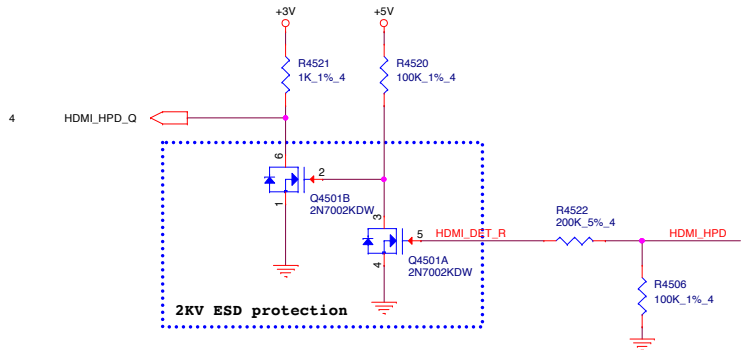 +3V
+5V
R4521
1K_1%_4
R4520
100K_1%_4
4
HDMI_HPD_Q
6
2
1
Q4501B
2N7002KDW
3
5
HDMI_DET_R
R4522
200K_5%_4
HDMI_HPD
4
Q4501A
2N7002KDW
R4506
100K_1%_4
2KV ESD protection